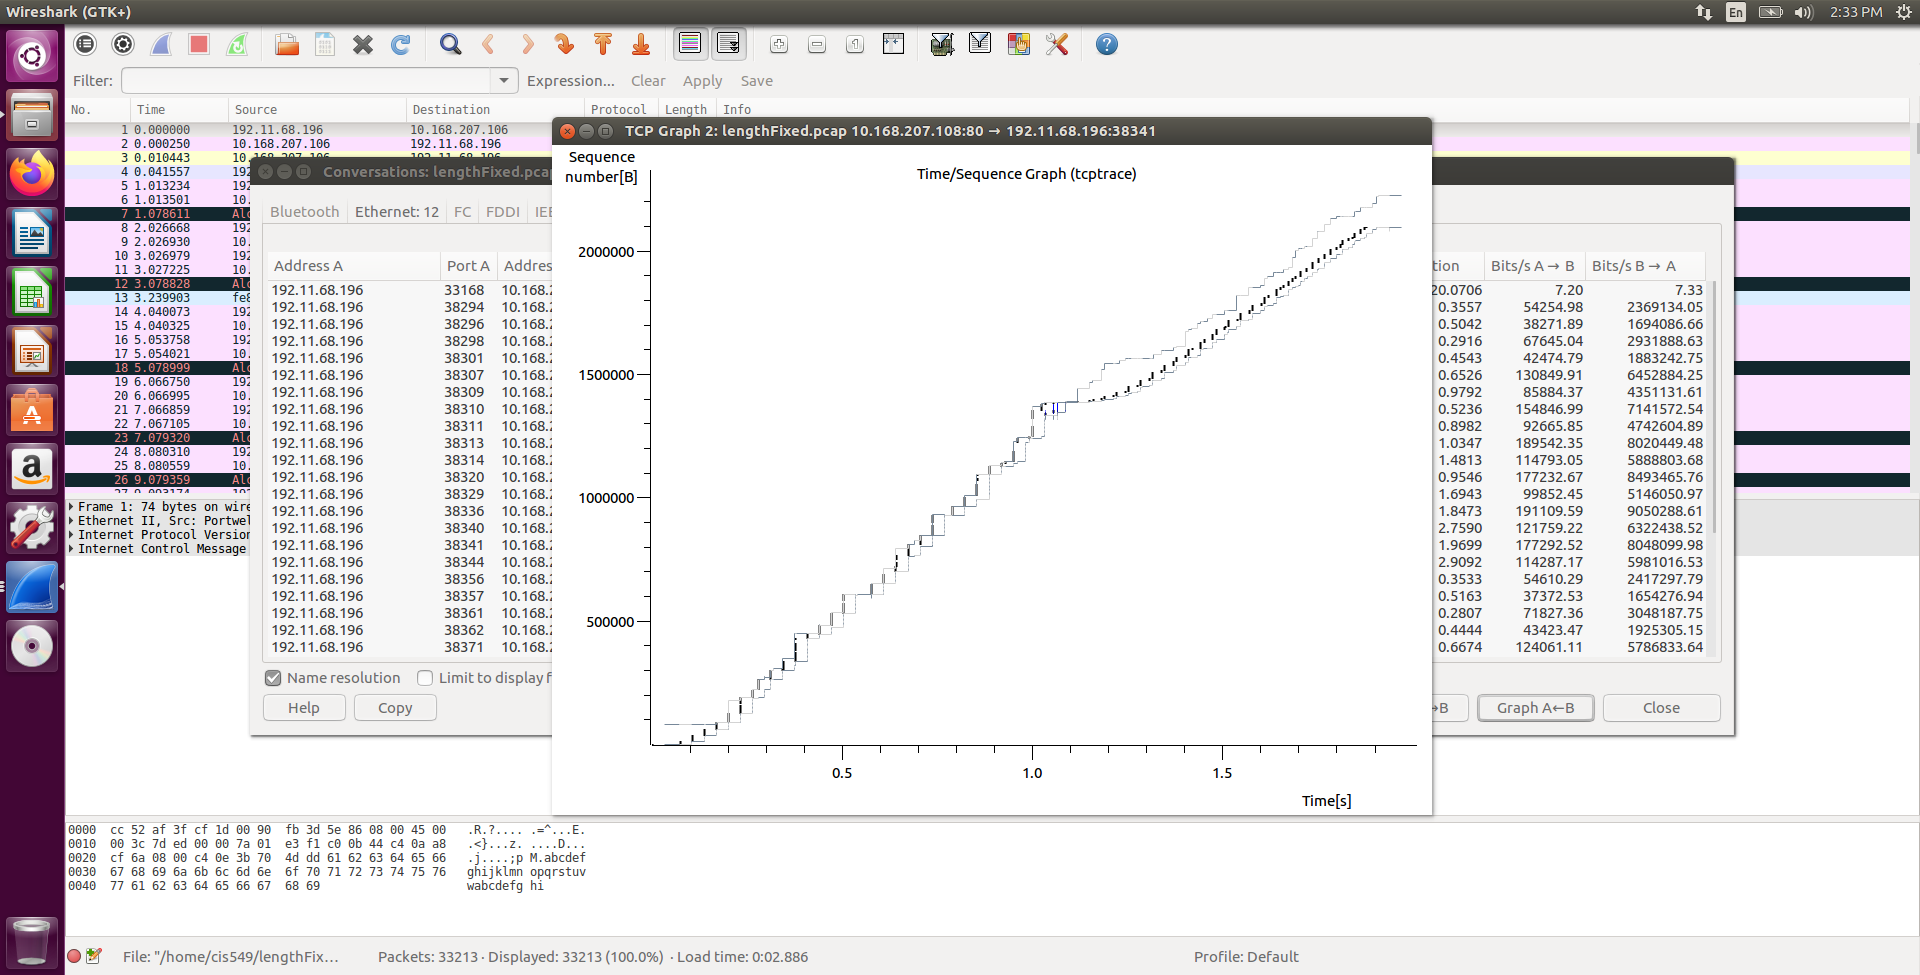 Wireshark (GTK+)
En
2:33 PM
Filter:
Expression...
Clear
Apply
Save
No. Time Source Destination Protocol Length Info
1 0.000000 192.11.68.196 10.168.207.106
2 0.000250 10.168.207.106 192.11.68.196
3 0.010443 10.168.207.106 192.11.68.196
4 0.041557 192
5 1.013234 192
6 1.013501 10.
7 1.078611 Alc
8 2.026668 192
9 2.026930 10.
10 3.026979 192
11 3.027225 10.
12 3.078828 Alc
13 3.239903 fe8
14 4.040073 192
15 4.040325 10.
16 5.053758 192
17 5.054021 10.
18 5.078999 Alc
19 6.066750 192
20 6.066995 10.
21 7.066859 192
22 7.067105 10.
23 7.079320 Alc
24 8.080310 192
25 8.080559 10.
26 9.079359 Alc
27 9.093174 192
Conversations: lengthFixed.pcap
Bluetooth Ethernet: 12 FC FDDI IEE
Address A Port A Addres
192.11.68.196 33168 10.168.2
192.11.68.196 38294 10.168.2
192.11.68.196 38296 10.168.2
192.11.68.196 38298 10.168.2
192.11.68.196 38301 10.168.2
192.11.68.196 38307 10.168.2
192.11.68.196 38309 10.168.2
192.11.68.196 38310 10.168.2
192.11.68.196 38311 10.168.2
192.11.68.196 38313 10.168.2
192.11.68.196 38314 10.168.2
192.11.68.196 38320 10.168.2
192.11.68.196 38329 10.168.2
192.11.68.196 38336 10.168.2
192.11.68.196 38340 10.168.2
192.11.68.196 38341 10.168.2
192.11.68.196 38344 10.168.2
192.11.68.196 38356 10.168.2
192.11.68.196 38357 10.168.2
192.11.68.196 38361 10.168.2
192.11.68.196 38362 10.168.2
192.11.68.196 38371 10.168.2
Name resolution
Limit to display f
Help
Copy
TCP Graph 2: lengthFixed.pcap 10.168.207.108:80 → 192.11.68.196:38341
Sequence
number[B]
Time/Sequence Graph (tcptrace)
2000000
1500000
1000000
500000
0.5
1.0
1.5
Time[s]
tion Bits/s A → B Bits/s B → A
20.0706 7.20 7.33
0.3557 54254.98 2369134.05
0.5042 38271.89 1694086.66
0.2916 67645.04 2931888.63
0.4543 42474.79 1883242.75
0.6526 130849.91 6452884.25
0.9792 85884.37 4351131.61
0.5236 154846.99 7141572.54
0.8982 92665.85 4742604.89
1.0347 189542.35 8020449.48
1.4813 114793.05 5888803.68
0.9546 177232.67 8493465.76
1.6943 99852.45 5146050.97
1.8473 191109.59 9050288.61
2.7590 121759.22 6322438.52
1.9699 177292.52 8048099.98
2.9092 114287.17 5981016.53
0.3533 54610.29 2417297.79
0.5163 37372.53 1654276.94
0.2807 71827.36 3048187.75
0.4444 43423.47 1925305.15
0.6674 124061.11 5786833.64
→B
Graph A←B
Close
Frame 1: 74 bytes on wire
Ethernet II, Src: Portwel
Internet Protocol Version
Internet Control Message
0000 cc 52 af 3f cf 1d 00 90 fb 3d 5e 86 08 00 45 00 .R.?.... .=^...E.
0010 00 3c 7d ed 00 00 7a 01 e3 f1 c0 0b 44 c4 0a a8 .<}...z. ....D...
0020 cf 6a 08 00 c4 0e 3b 70 4d dd 61 62 63 64 65 66 .j....;p M.abcdef
0030 67 68 69 6a 6b 6c 6d 6e 6f 70 71 72 73 74 75 76 ghijklmn opqrstuv
0040 77 61 62 63 64 65 66 67 68 69 wabcdefg hi
File: "/home/cis549/lengthFix...
Packets: 33213 · Displayed: 33213 (100.0%) · Load time: 0:02.886
Profile: Default